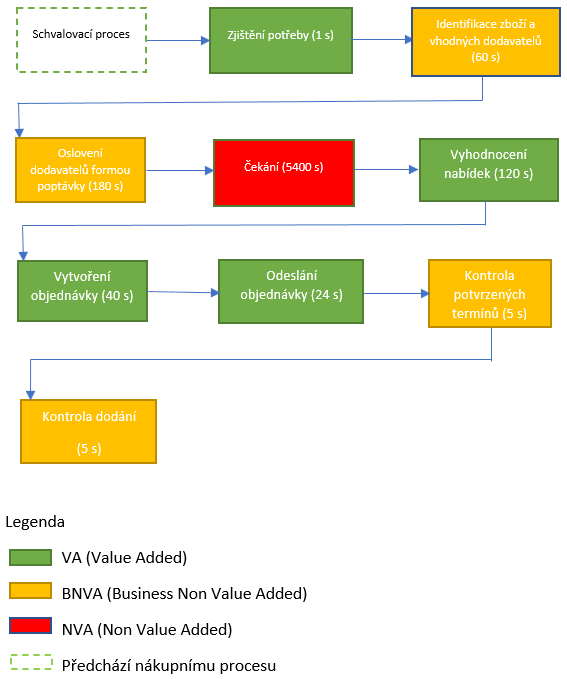 Schvalovací proces
Zjištění potřeby (1 s)
Identifikace zboží a
vhodných dodavatelů
(60 s)
Oslovení
dodavatelů formou
poptávky (180 s)
Čekání (5400 s)
Vyhodnocení
nabídek (120 s)
Vytvoření
objednávky (40 s)
Odeslání
objednávky (24 s)
Kontrola
potvrzených
termínů (5 s)
Kontrola dodání
(5 s)
Legenda
VA (Value Added)
BNVA (Business Non Value Added)
NVA (Non Value Added)
Předchází nákupnímu procesu